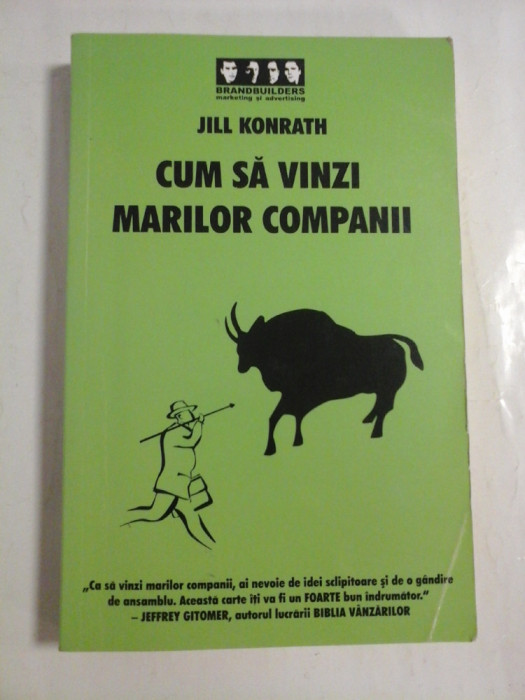 BRANDBUILDERS
marketing și advertising
JILL KONRATH
CUM SĂ VINZI
MARILOR COMPANII
„Ca să vinzi marilor companii, ai nevoie de idei sclipitoare și de o gândire
de ansamblu. Această carte îți va fi un FOARTE bun îndrumător.”
– JEFFREY GITOMER, autorul lucrării BIBLIA VÂNZĂRILOR